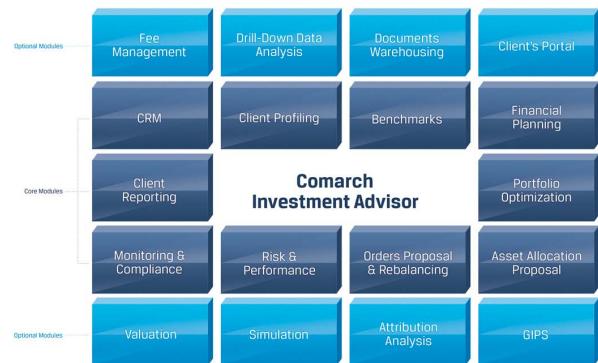 Optional Modules
Fee
Management
Drill-Down Data
Analysis
Documents
Warehousing
Client's Portal
CRM
Client Profiling
Benchmarks
Financial
Planning
Core Modules
Client
Reporting
Comarch
Investment Advisor
Portfolio
Optimization
Monitoring &
Compliance
Risk &
Performance
Orders Proposal
& Rebalancing
Asset Allocation
Proposal
Optional Modules
Valuation
Simulation
Attribution
Analysis
GIPS